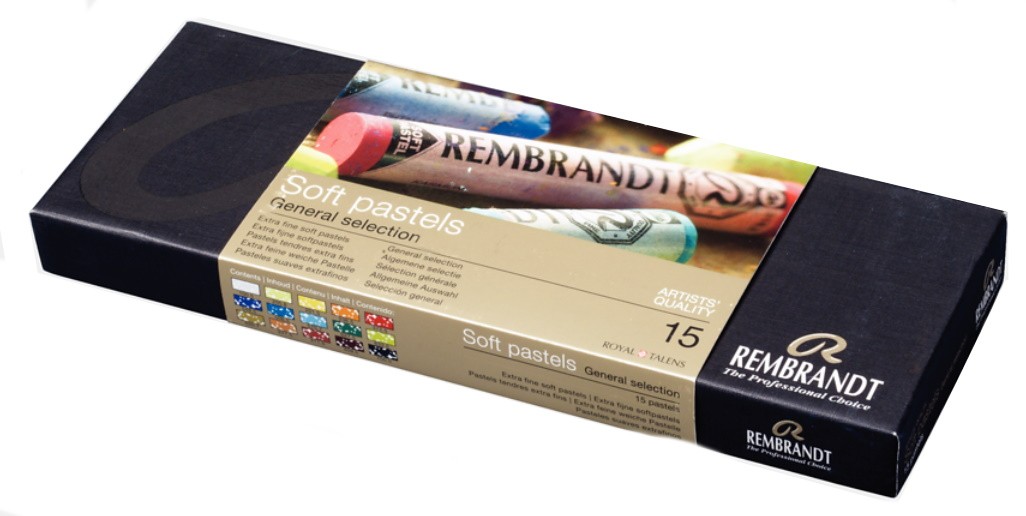 REMB
SOFT
PASTEL
REMBRANDT
Soft pastels
General selection
Extra fine soft pastels
Extra fijne softpastels
Pastels tendres extra fins
Extra feine weiche Pastelle
Pasteles suaves extrafinos
General selection
Algemene selectie
Sélection générale
Allgemeine Auswahl
Selección general
ARTISTS'
QUALITY
15
ROYAL TALENS
Contents | Inhoud | Contenu | Inhalt | Contenido:
Soft pastels General selection
15 pastels
Extra fine soft pastels | Extra fijne softpastels
Pastels tendres extra fins | Extra feine weiche Pastelle
Pasteles suaves extrafinos
R
REMBRANDT
The Professional Choice
R
REMBRANDT
The Professional Choice